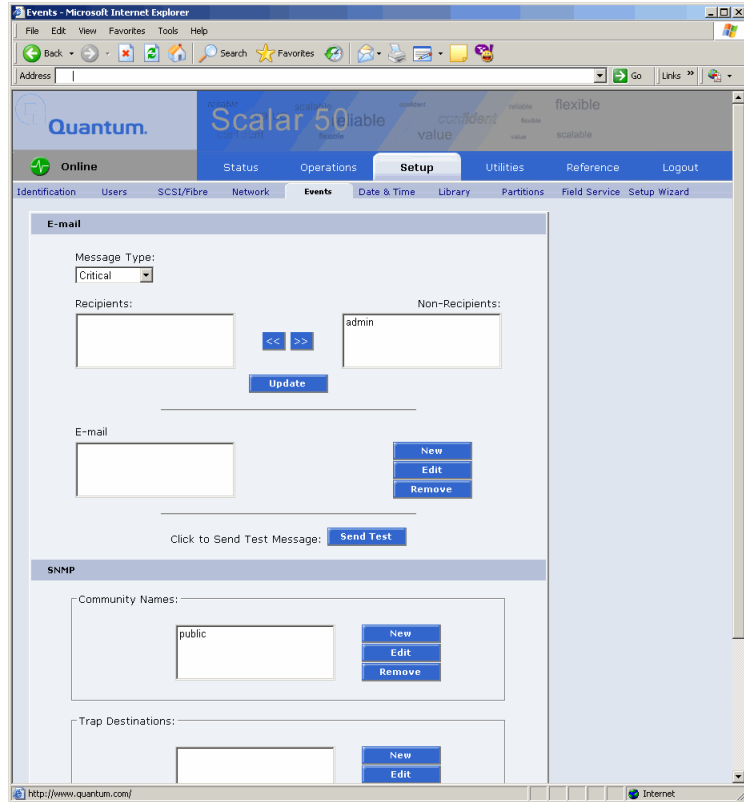 Events - Microsoft Internet Explorer
File Edit View Favorites Tools Help
Back Search Favorites
Address Go Links »
Quantum. Scalar 50 reliable value confident flexible scalable
Online Status Operations Setup Utilities Reference Logout
Identification Users SCSI/Fibre Network Events Date & Time Library Partitions Field Service Setup Wizard
E-mail
Message Type:
Critical
Recipients: Non-Recipients:
admin
<< >>
Update
E-mail
New
Edit
Remove
Click to Send Test Message: Send Test
SNMP
Community Names:
public
New
Edit
Remove
Trap Destinations:
New
Edit
http://www.quantum.com/ Internet